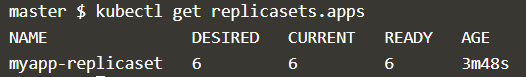 master $ kubectl get replicasets.apps
NAME DESIRED CURRENT READY AGE
myapp-replicaset 6 6 6 3m48s